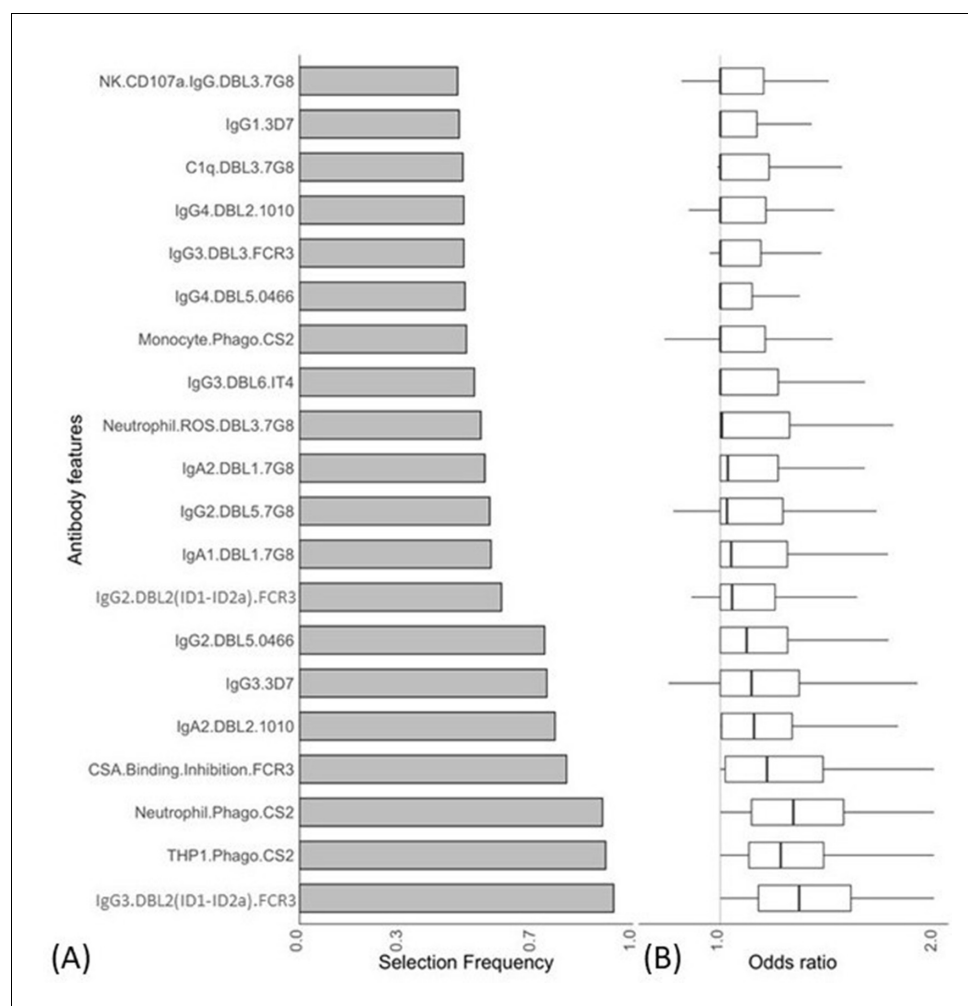 NK.CD107a.IgG.DBL3.7G8
IgG1.3D7
C1q.DBL3.7G8
IgG4.DBL2.1010
IgG3.DBL3.FCR3
IgG4.DBL5.0466
Monocyte.Phago.CS2
IgG3.DBL6.IT4
Neutrophil.ROS.DBL3.7G8
IgA2.DBL1.7G8
IgG2.DBL5.7G8
IgA1.DBL1.7G8
IgG2.DBL2(ID1-ID2a).FCR3
IgG2.DBL5.0466
IgG3.3D7
IgA2.DBL2.1010
CSA.Binding.Inhibition.FCR3
Neutrophil.Phago.CS2
THP1.Phago.CS2
IgG3.DBL2(ID1-ID2a).FCR3
Antibody features
0.0
0.3
0.7
1.0
(A)
Selection Frequency
1.0
2.0
(B)
Odds ratio